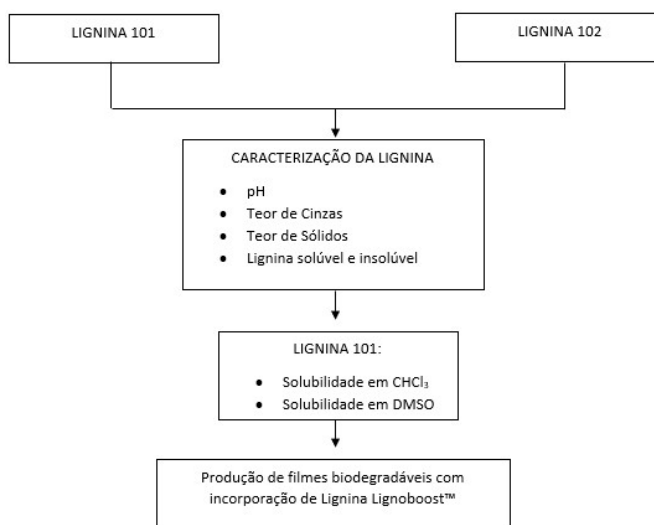 LIGNINA 101
LIGNINA 102
CARACTERIZAÇÃO DA LIGNINA
• pH
• Teor de Cinzas
• Teor de Sólidos
• Lignina solúvel e insolúvel
LIGNINA 101:
• Solubilidade em CHCl₃
• Solubilidade em DMSO
Produção de filmes biodegradáveis com
incorporação de Lignina Lignoboost™